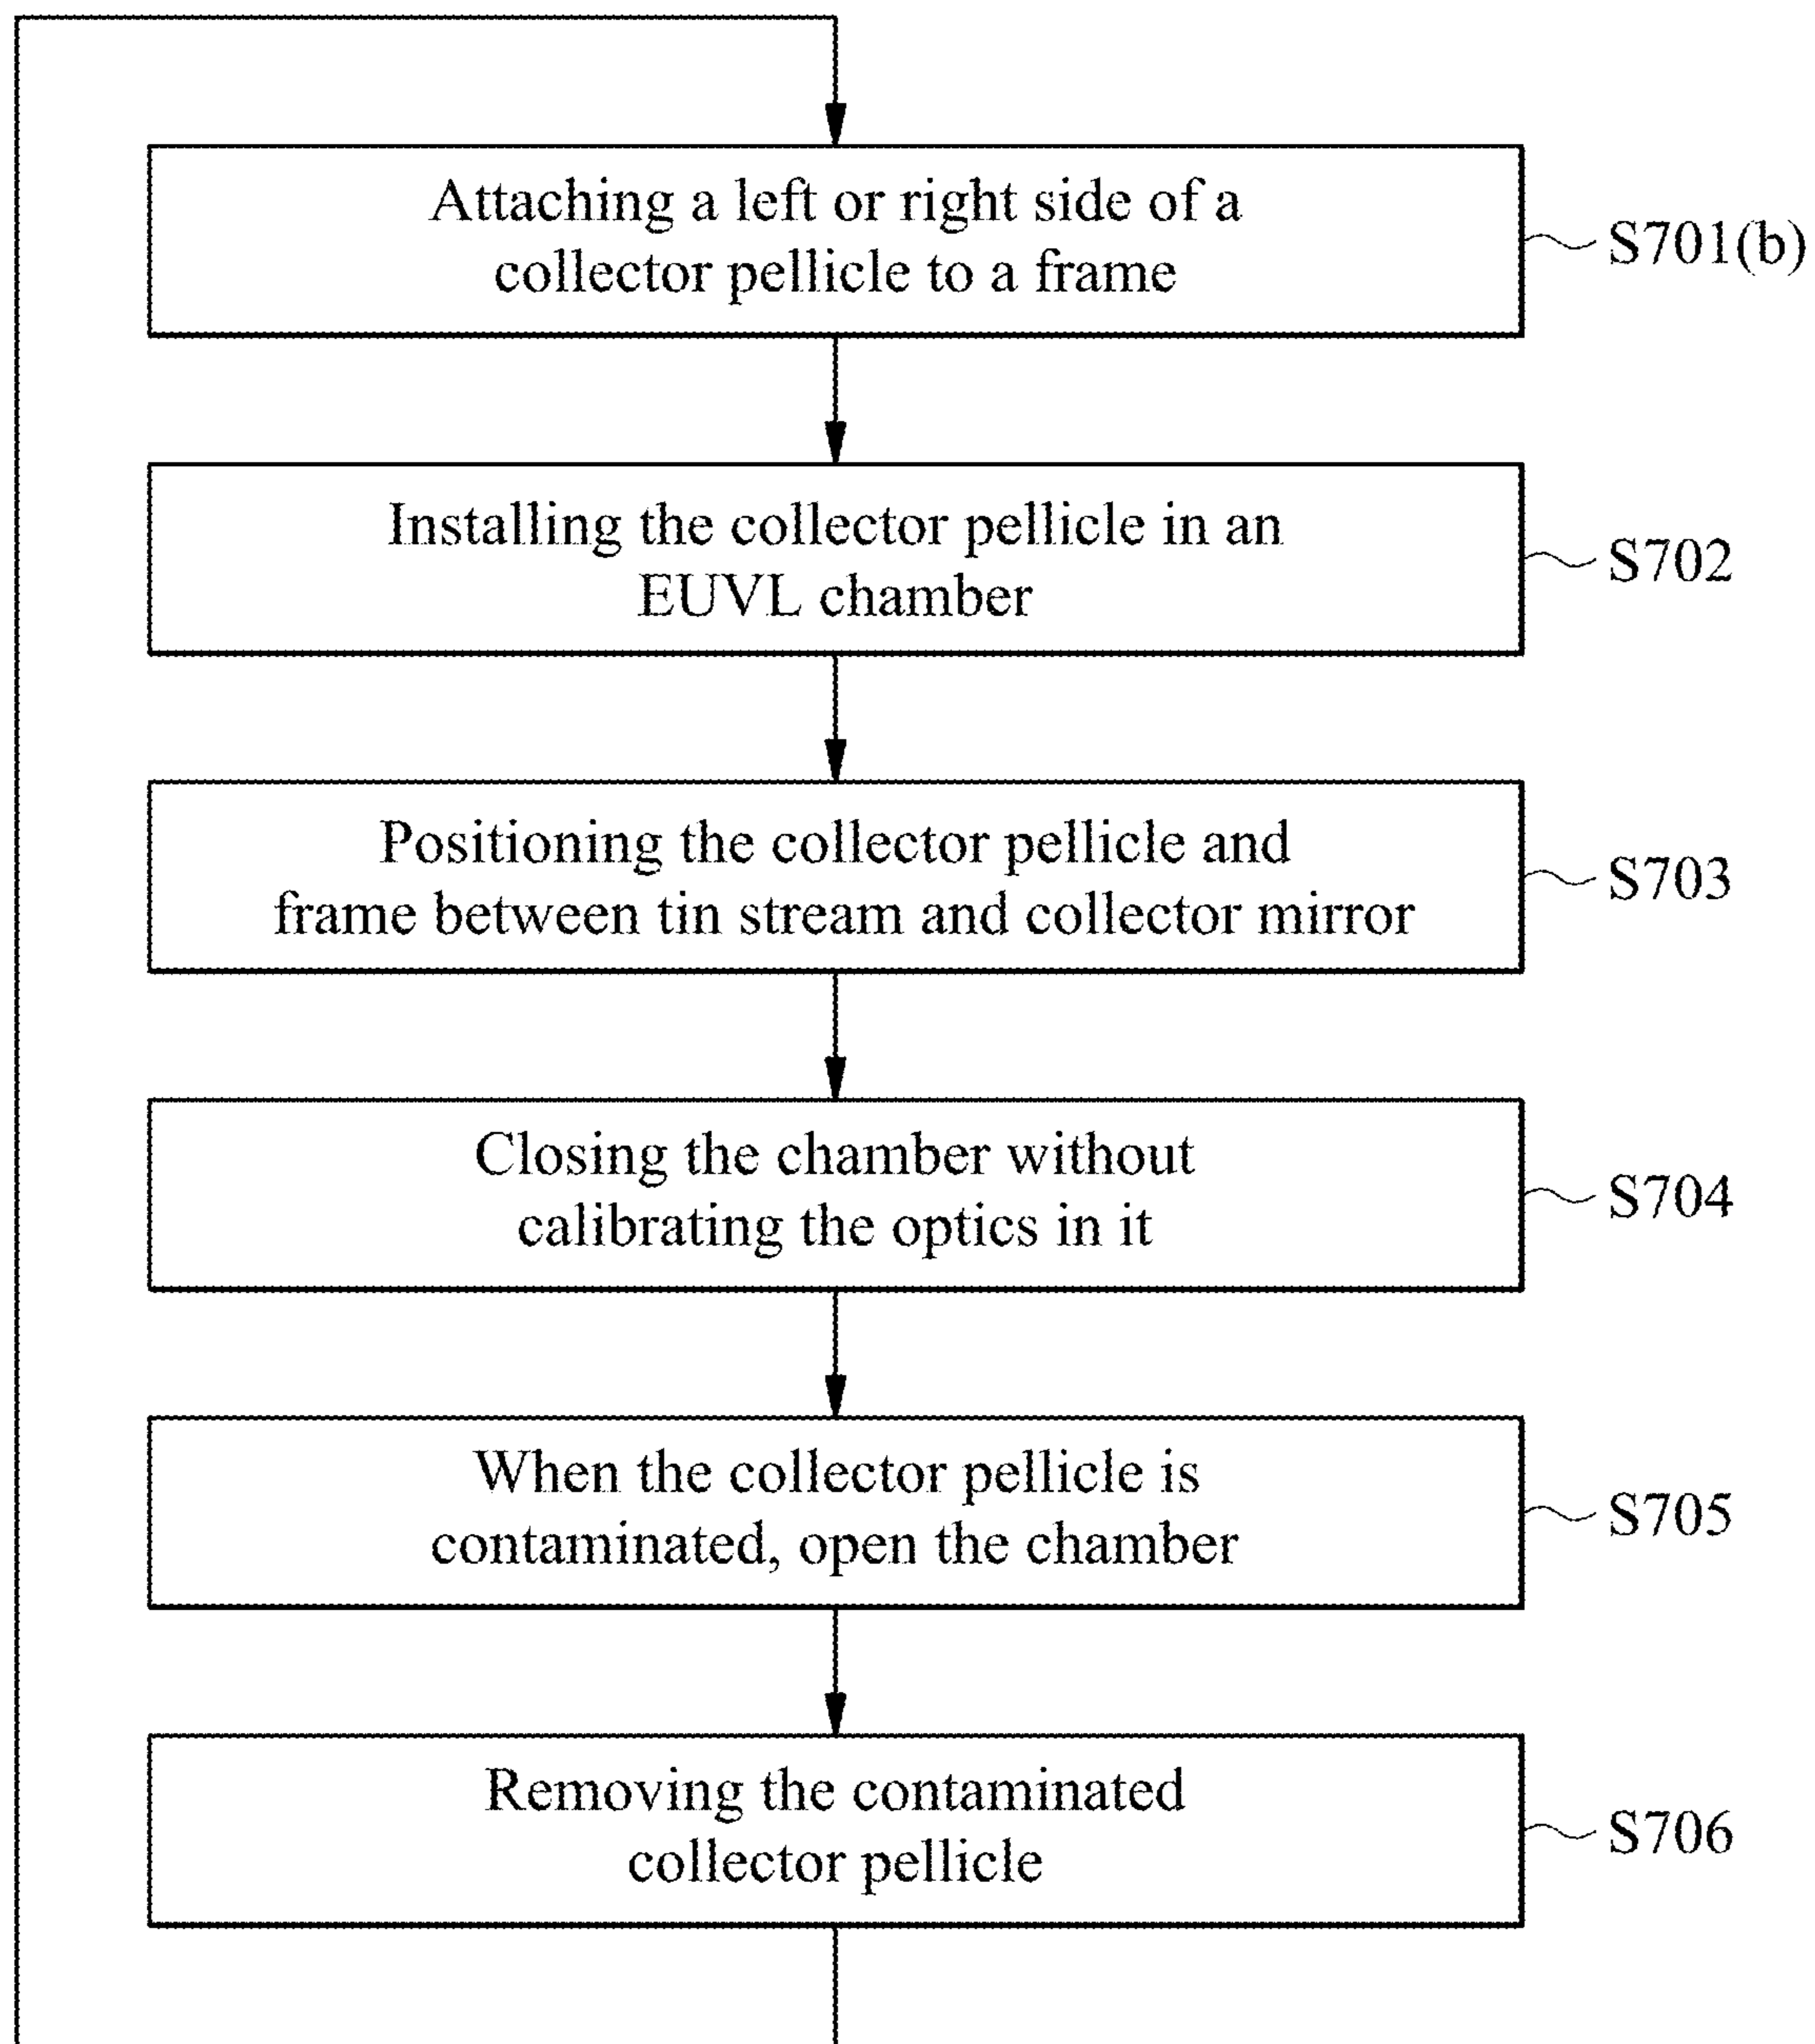 Attaching a left or right side of a
collector pellicle to a frame
S701(b)
Installing the collector pellicle in an
EUVL chamber
S702
Positioning the collector pellicle and
frame between tin stream and collector mirror
S703
Closing the chamber without
calibrating the optics in it
S704
When the collector pellicle is
contaminated, open the chamber
S705
Removing the contaminated
collector pellicle
S706